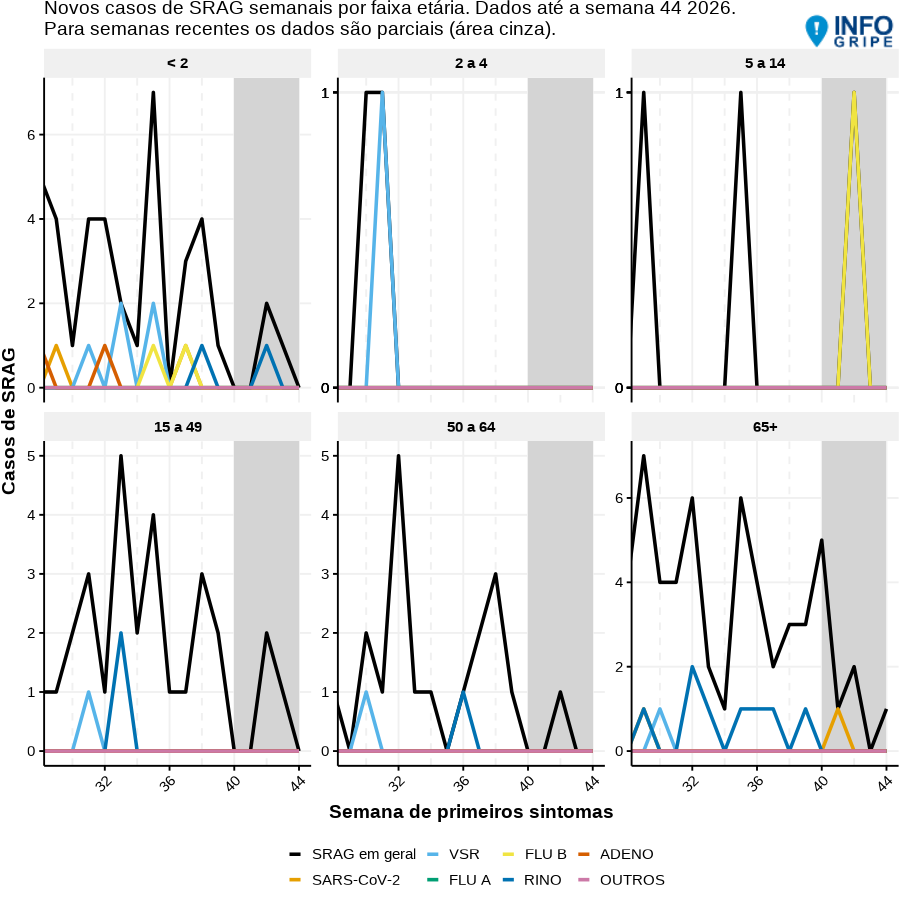 Novos casos de SRAG semanais por faixa etária. Dados até a semana 44 2026.
Para semanas recentes os dados são parciais (área cinza).
INFO
GRIPE
< 2
2 a 4
5 a 14
6
4
2
0
1
0
1
0
Casos de SRAG
15 a 49
50 a 64
65+
5
4
3
2
1
0
5
4
3
2
1
0
6
4
2
0
32 36 40 44
32 36 40 44
32 36 40 44
Semana de primeiros sintomas
SRAG em geral VSR FLU B ADENO
SARS-CoV-2 FLU A RINO OUTROS